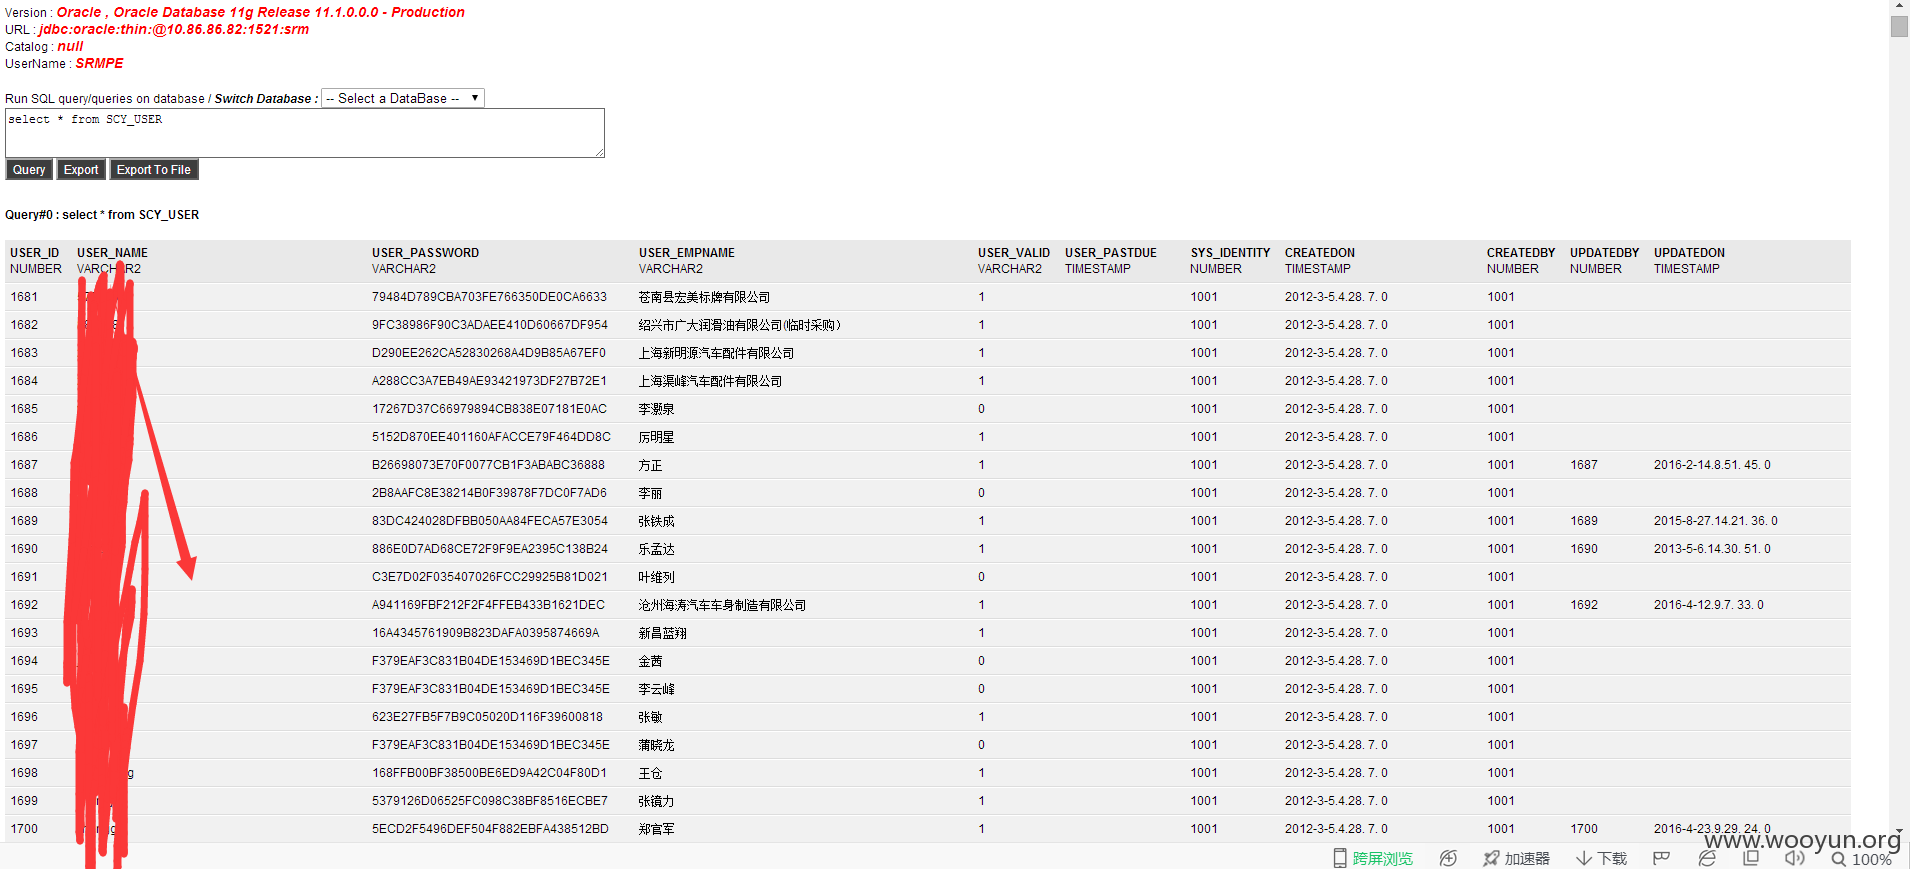 Version : Oracle , Oracle Database 11g Release 11.1.0.0.0 - Production
URL : jdbc:oracle:thin:@10.86.86.82:1521:srm
Catalog : null
UserName : SRMPE
Run SQL query/queries on database / Switch Database : -- Select a DataBase --
select * from SCY_USER
Query Export Export To File
Query#0 : select * from SCY_USER
USER_ID USER_NAME USER_PASSWORD USER_EMPNAME USER_VALID USER_PASTDUE SYS_IDENTITY CREATEDON CREATEDBY UPDATEDBY UPDATEDON
NUMBER VARCHAR2 VARCHAR2 VARCHAR2 VARCHAR2 TIMESTAMP NUMBER TIMESTAMP NUMBER NUMBER TIMESTAMP
1681 79484D789CBA703FE766350DE0CA6633 苍南县宏美标牌有限公司 1 1001 2012-3-5.4.28. 7. 0 1001
1682 9FC38986F90C3ADAEE410D60667DF954 绍兴市广大润滑油有限公司(临时采购) 1 1001 2012-3-5.4.28. 7. 0 1001
1683 D290EE262CA52830268A4D9B85A67EF0 上海新明源汽车配件有限公司 1 1001 2012-3-5.4.28. 7. 0 1001
1684 A288CC3A7EB49AE93421973DF27B72E1 上海渠峰汽车配件有限公司 1 1001 2012-3-5.4.28. 7. 0 1001
1685 17267D37C66979894CB838E07181E0AC 李灏泉 0 1001 2012-3-5.4.28. 7. 0 1001
1686 5152D870EE401160AFACCE79F464DD8C 厉明星 1 1001 2012-3-5.4.28. 7. 0 1001
1687 B26698073E70F0077CB1F3ABABC36888 方正 1 1001 2012-3-5.4.28. 7. 0 1001 1687 2016-2-14.8.51. 45. 0
1688 2B8AAFC8E38214B0F39878F7DC0F7AD6 李丽 0 1001 2012-3-5.4.28. 7. 0 1001
1689 83DC424028DFBB050AA84FECA57E3054 张铁成 1 1001 2012-3-5.4.28. 7. 0 1001 1689 2015-8-27.14.21. 36. 0
1690 886E0D7AD68CE72F9F9EA2395C138B24 乐孟达 1 1001 2012-3-5.4.28. 7. 0 1001 1690 2013-5-6.14.30. 51. 0
1691 C3E7D02F035407026FCC29925B81D021 叶维列 0 1001 2012-3-5.4.28. 7. 0 1001
1692 A941169FBF212F2F4FFEB433B1621DEC 沧州海涛汽车车身制造有限公司 1 1001 2012-3-5.4.28. 7. 0 1001 1692 2016-4-12.9.7. 33. 0
1693 16A4345761909B823DAFA0395874669A 新昌蓝翔 1 1001 2012-3-5.4.28. 7. 0 1001
1694 F379EAF3C831B04DE153469D1BEC345E 金茜 0 1001 2012-3-5.4.28. 7. 0 1001
1695 F379EAF3C831B04DE153469D1BEC345E 李云峰 0 1001 2012-3-5.4.28. 7. 0 1001
1696 623E27FB5F7B9C05020D116F39600818 张敏 1 1001 2012-3-5.4.28. 7. 0 1001
1697 F379EAF3C831B04DE153469D1BEC345E 蒲晓龙 0 1001 2012-3-5.4.28. 7. 0 1001
1698 168FFB00BF38500BE6ED9A42C04F80D1 王仓 1 1001 2012-3-5.4.28. 7. 0 1001
1699 5379126D06525FC098C38BF8516ECBE7 张镜力 1 1001 2012-3-5.4.28. 7. 0 1001
1700 5ECD2F5496DEF504F882EBFA438512BD 郑官军 1 1001 2012-3-5.4.28. 7. 0 1001 1700 2016-4-23.9.29. 24. 0
www.wooyun.org
跨屏浏览 加速器 下载 100%